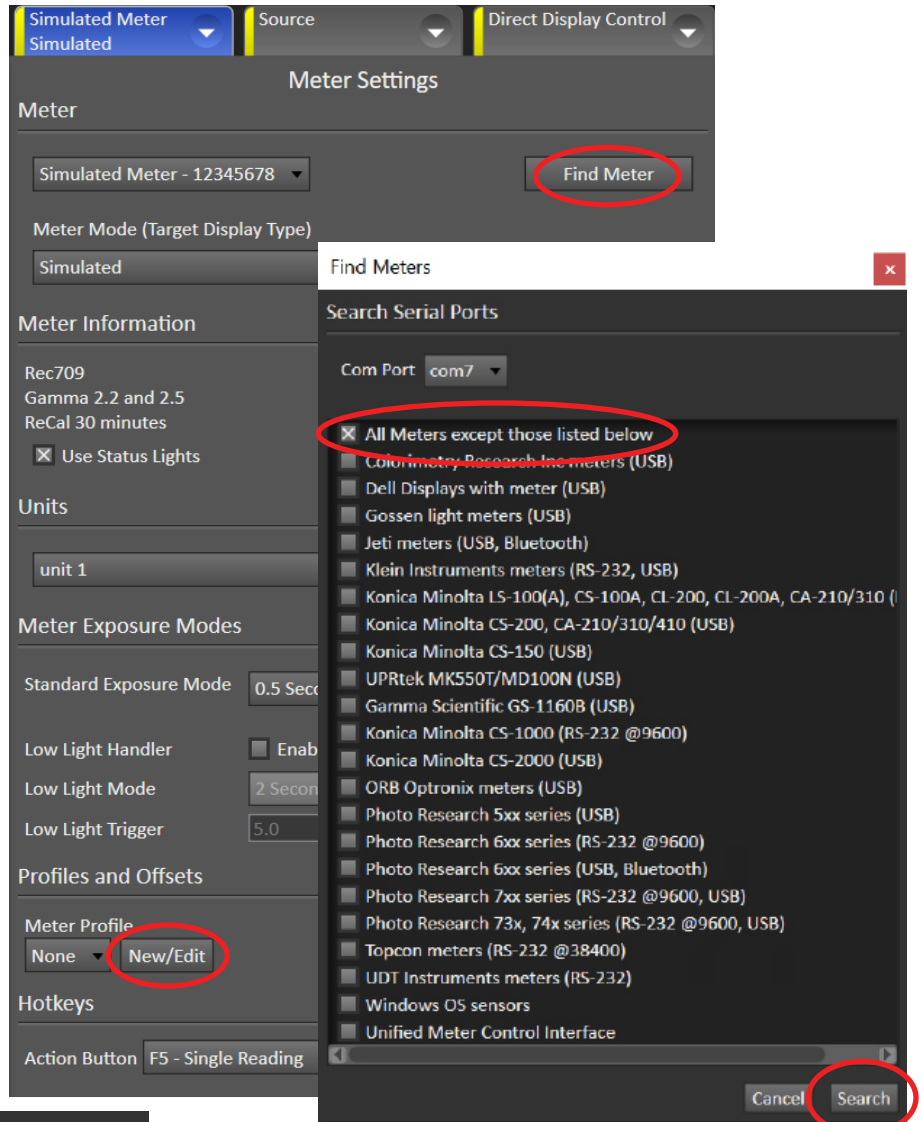 Simulated Meter
Simulated
Source
Direct Display Control
Meter Settings
Meter
Simulated Meter - 12345678
Find Meter
Meter Mode (Target Display Type)
Simulated
Meter Information
Rec709
Gamma 2.2 and 2.5
ReCal 30 minutes
Use Status Lights
Units
unit 1
Meter Exposure Modes
Standard Exposure Mode 0.5 Seco
Low Light Handler Enab
Low Light Mode 2 Secon
Low Light Trigger 5.0
Profiles and Offsets
Meter Profile
None New/Edit
Hotkeys
Action Button F5 - Single Reading
Find Meters
x
Search Serial Ports
Com Port com7
All Meters except those listed below
Colorimetry Research Inc meters (USB)
Dell Displays with meter (USB)
Gossen light meters (USB)
Jeti meters (USB, Bluetooth)
Klein Instruments meters (RS-232, USB)
Konica Minolta LS-100(A), CS-100A, CL-200, CL-200A, CA-210/310 (
Konica Minolta CS-200, CA-210/310/410 (USB)
Konica Minolta CS-150 (USB)
UPRtek MK550T/MD100N (USB)
Gamma Scientific GS-1160B (USB)
Konica Minolta CS-1000 (RS-232 @9600)
Konica Minolta CS-2000 (USB)
ORB Optronix meters (USB)
Photo Research 5xx series (USB)
Photo Research 6xx series (RS-232 @9600)
Photo Research 6xx series (USB, Bluetooth)
Photo Research 7xx series (RS-232 @9600, USB)
Photo Research 73x, 74x series (RS-232 @9600, USB)
Topcon meters (RS-232 @38400)
UDT Instruments meters (RS-232)
Windows OS sensors
Unified Meter Control Interface
Cancel Search